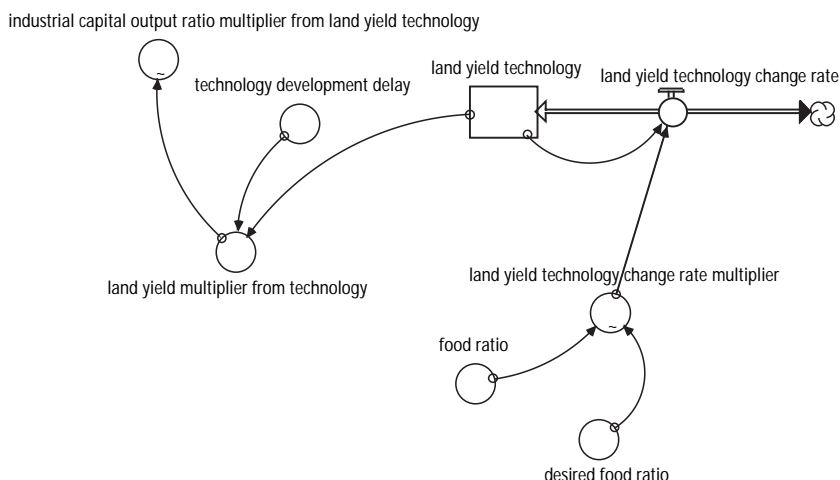 industrial capital output ratio multiplier from land yield technology
technology development delay
land yield technology
land yield technology change rate
~
land yield multiplier from technology
land yield technology change rate multiplier
~
food ratio
desired food ratio